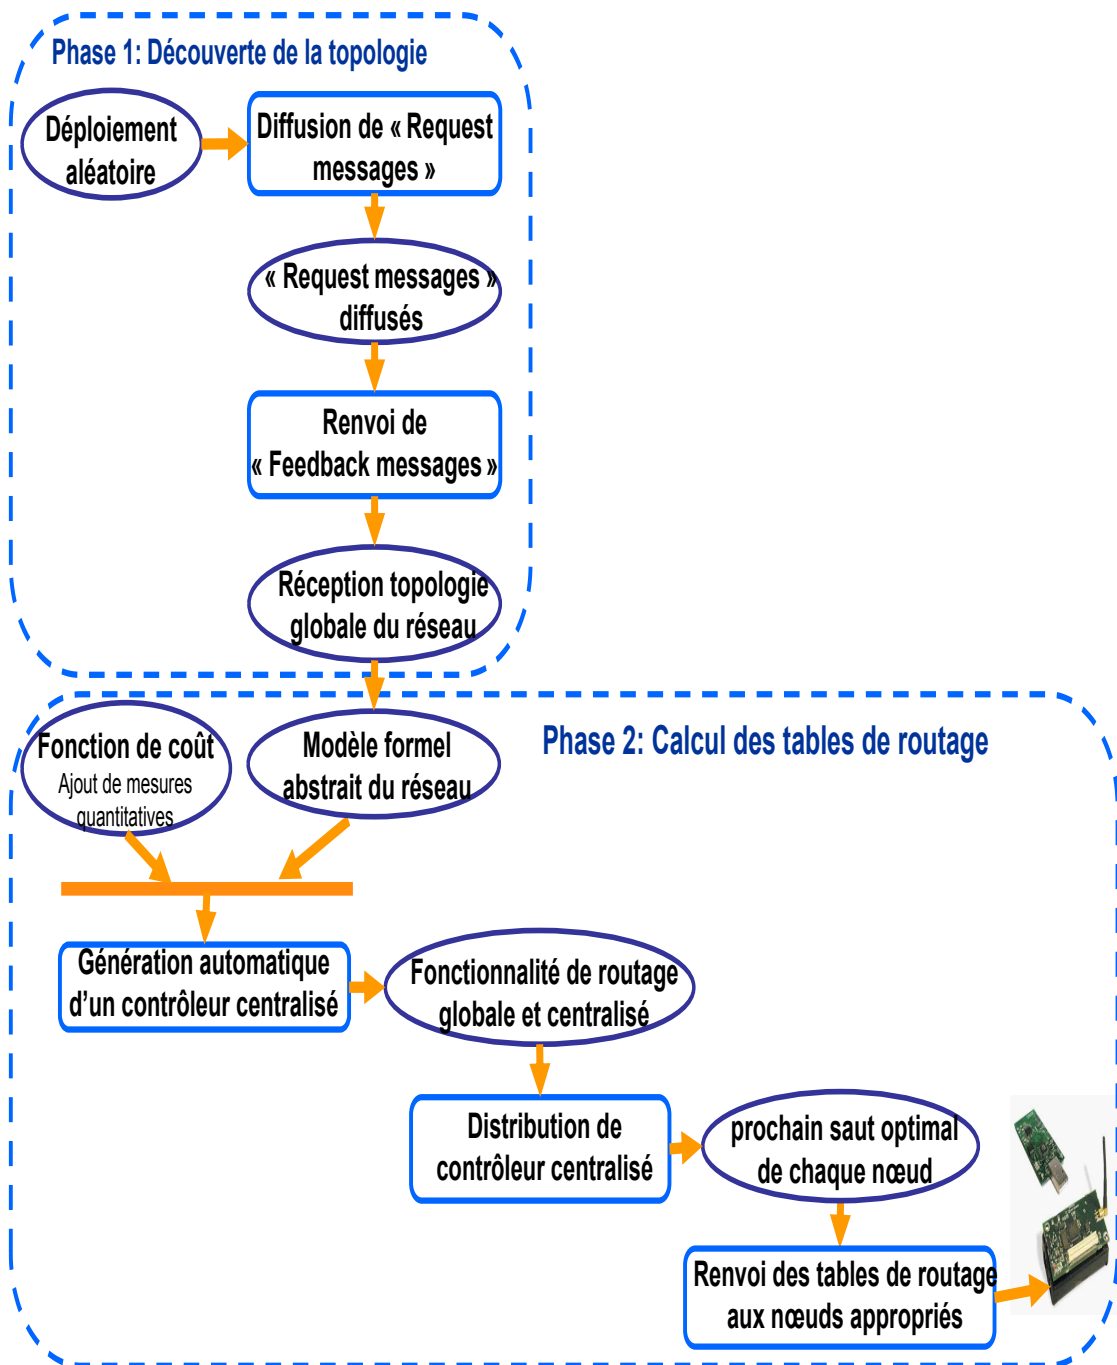 Phase 1: Découverte de la topologie
Déploiement
aléatoire
Diffusion de « Request
messages »
« Request messages »
diffusés
Renvoi de
« Feedback messages »
Réception topologie
globale du réseau
Phase 2: Calcul des tables de routage
Fonction de coût
Ajout de mesures
quantitatives
Modèle formel
abstrait du réseau
Génération automatique
d'un contrôleur centralisé
Fonctionnalité de routage
globale et centralisé
Distribution de
contrôleur centralisé
prochain saut optimal
de chaque nœud
Renvoi des tables de routage
aux nœuds appropriés